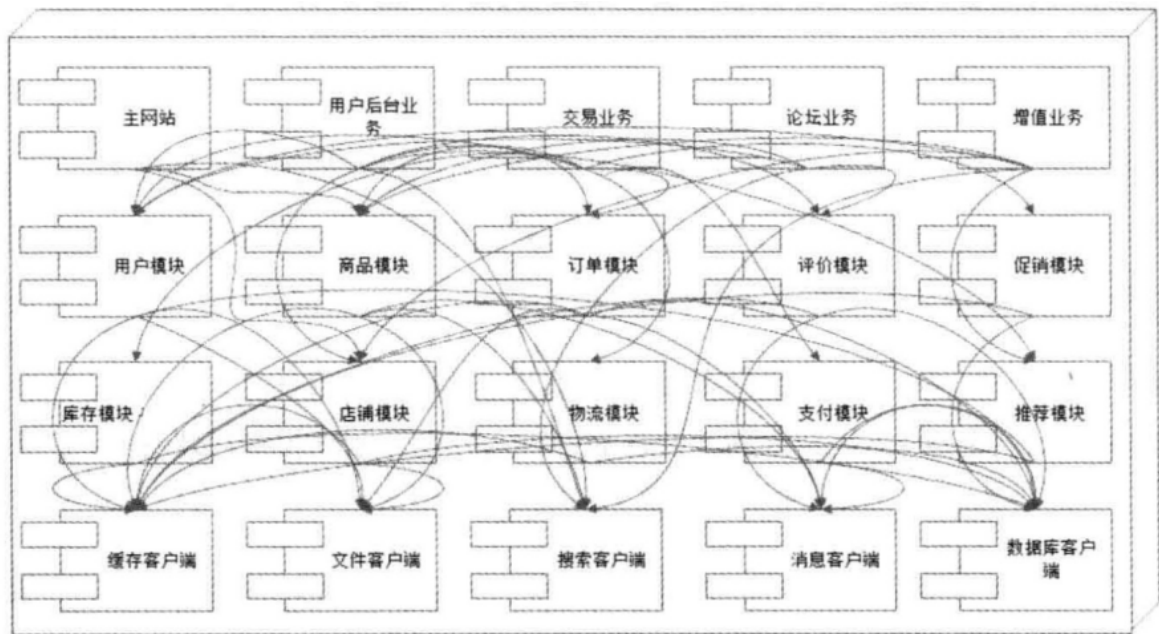 主网站
用户后台业
务
交易业务
论坛业务
增值业务
用户模块
商品模块
订单模块
评价模块
促销模块
库存模块
店铺模块
物流模块
支付模块
推荐模块
缓存客户端
文件客户端
搜索客户端
消息客户端
数据库客户
端